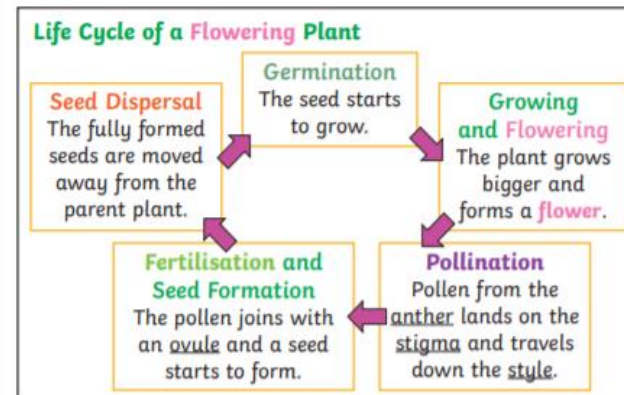 Life Cycle of a Flowering Plant
Germination
The seed starts
to grow.
Growing
and Flowering
The plant grows
bigger and
forms a flower.
Pollination
Pollen from the
anther lands on the
stigma and travels
down the style.
Fertilisation and
Seed Formation
The pollen joins with
an ovule and a seed
starts to form.
Seed Dispersal
The fully formed
seeds are moved
away from the
parent plant.